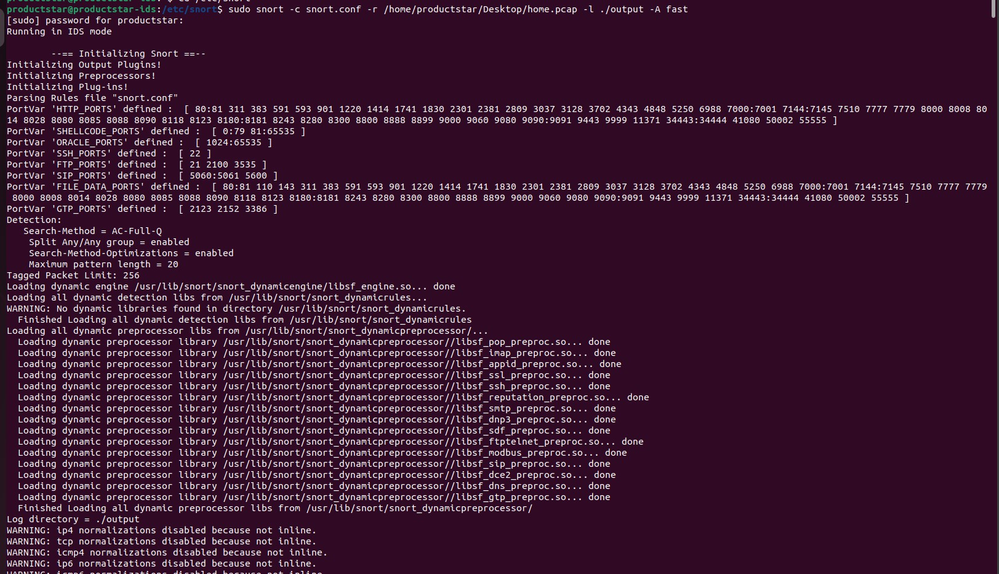 productstar@productstar-ids:/etc/snort$ sudo snort -c snort.conf -r /home/productstar/Desktop/home.pcap -l ./output -A fast
[sudo] password for productstar:
Running in IDS mode
--== Initializing Snort ==--
Initializing Output Plugins!
Initializing Preprocessors!
Initializing Plug-ins!
Parsing Rules file "snort.conf"
PortVar 'HTTP_PORTS' defined :  [ 80:81 311 383 591 593 901 1220 1414 1741 1830 2301 2381 2809 3037 3128 3702 4343 4848 5250 6988 7000:7001 7144:7145 7510 7777 7779 8000 8008 80
14 8028 8080 8085 8088 8090 8118 8123 8180:8181 8243 8280 8300 8800 8888 8899 9000 9060 9080 9090:9091 9443 9999 11371 34443:34444 41080 50002 55555 ]
PortVar 'SHELLCODE_PORTS' defined :  [ 0:79 81:65535 ]
PortVar 'ORACLE_PORTS' defined :  [ 1024:65535 ]
PortVar 'SSH_PORTS' defined :  [ 22 ]
PortVar 'FTP_PORTS' defined :  [ 21 2100 3535 ]
PortVar 'SIP_PORTS' defined :  [ 5060:5061 5600 ]
PortVar 'FILE_DATA_PORTS' defined :  [ 80:81 110 143 311 383 591 593 901 1220 1414 1741 1830 2301 2381 2809 3037 3128 3702 4343 4848 5250 6988 7000:7001 7144:7145 7510 7777 7779
8000 8008 8014 8028 8080 8085 8088 8090 8118 8123 8180:8181 8243 8280 8300 8800 8888 8899 9000 9060 9080 9090:9091 9443 9999 11371 34443:34444 41080 50002 55555 ]
PortVar 'GTP_PORTS' defined :  [ 2123 2152 3386 ]
Detection:
Search-Method = AC-Full-Q
Split Any/Any group = enabled
Search-Method-Optimizations = enabled
Maximum pattern length = 20
Tagged Packet Limit: 256
Loading dynamic engine /usr/lib/snort/snort_dynamicengine/libsf_engine.so... done
Loading all dynamic detection libs from /usr/lib/snort/snort_dynamicrules...
WARNING: No dynamic libraries found in directory /usr/lib/snort/snort_dynamicrules.
Finished Loading all dynamic detection libs from /usr/lib/snort/snort_dynamicrules
Loading all dynamic preprocessor libs from /usr/lib/snort/snort_dynamicpreprocessor/...
Loading dynamic preprocessor library /usr/lib/snort/snort_dynamicpreprocessor//libsf_pop_preproc.so... done
Loading dynamic preprocessor library /usr/lib/snort/snort_dynamicpreprocessor//libsf_imap_preproc.so... done
Loading dynamic preprocessor library /usr/lib/snort/snort_dynamicpreprocessor//libsf_appid_preproc.so... done
Loading dynamic preprocessor library /usr/lib/snort/snort_dynamicpreprocessor//libsf_ssl_preproc.so... done
Loading dynamic preprocessor library /usr/lib/snort/snort_dynamicpreprocessor//libsf_ssh_preproc.so... done
Loading dynamic preprocessor library /usr/lib/snort/snort_dynamicpreprocessor//libsf_reputation_preproc.so... done
Loading dynamic preprocessor library /usr/lib/snort/snort_dynamicpreprocessor//libsf_smtp_preproc.so... done
Loading dynamic preprocessor library /usr/lib/snort/snort_dynamicpreprocessor//libsf_dnp3_preproc.so... done
Loading dynamic preprocessor library /usr/lib/snort/snort_dynamicpreprocessor//libsf_sdf_preproc.so... done
Loading dynamic preprocessor library /usr/lib/snort/snort_dynamicpreprocessor//libsf_ftptelnet_preproc.so... done
Loading dynamic preprocessor library /usr/lib/snort/snort_dynamicpreprocessor//libsf_modbus_preproc.so... done
Loading dynamic preprocessor library /usr/lib/snort/snort_dynamicpreprocessor//libsf_sip_preproc.so... done
Loading dynamic preprocessor library /usr/lib/snort/snort_dynamicpreprocessor//libsf_dce2_preproc.so... done
Loading dynamic preprocessor library /usr/lib/snort/snort_dynamicpreprocessor//libsf_dns_preproc.so... done
Loading dynamic preprocessor library /usr/lib/snort/snort_dynamicpreprocessor//libsf_gtp_preproc.so... done
Finished Loading all dynamic preprocessor libs from /usr/lib/snort/snort_dynamicpreprocessor/
Log directory = ./output
WARNING: ip4 normalizations disabled because not inline.
WARNING: tcp normalizations disabled because not inline.
WARNING: icmp4 normalizations disabled because not inline.
WARNING: ip6 normalizations disabled because not inline.